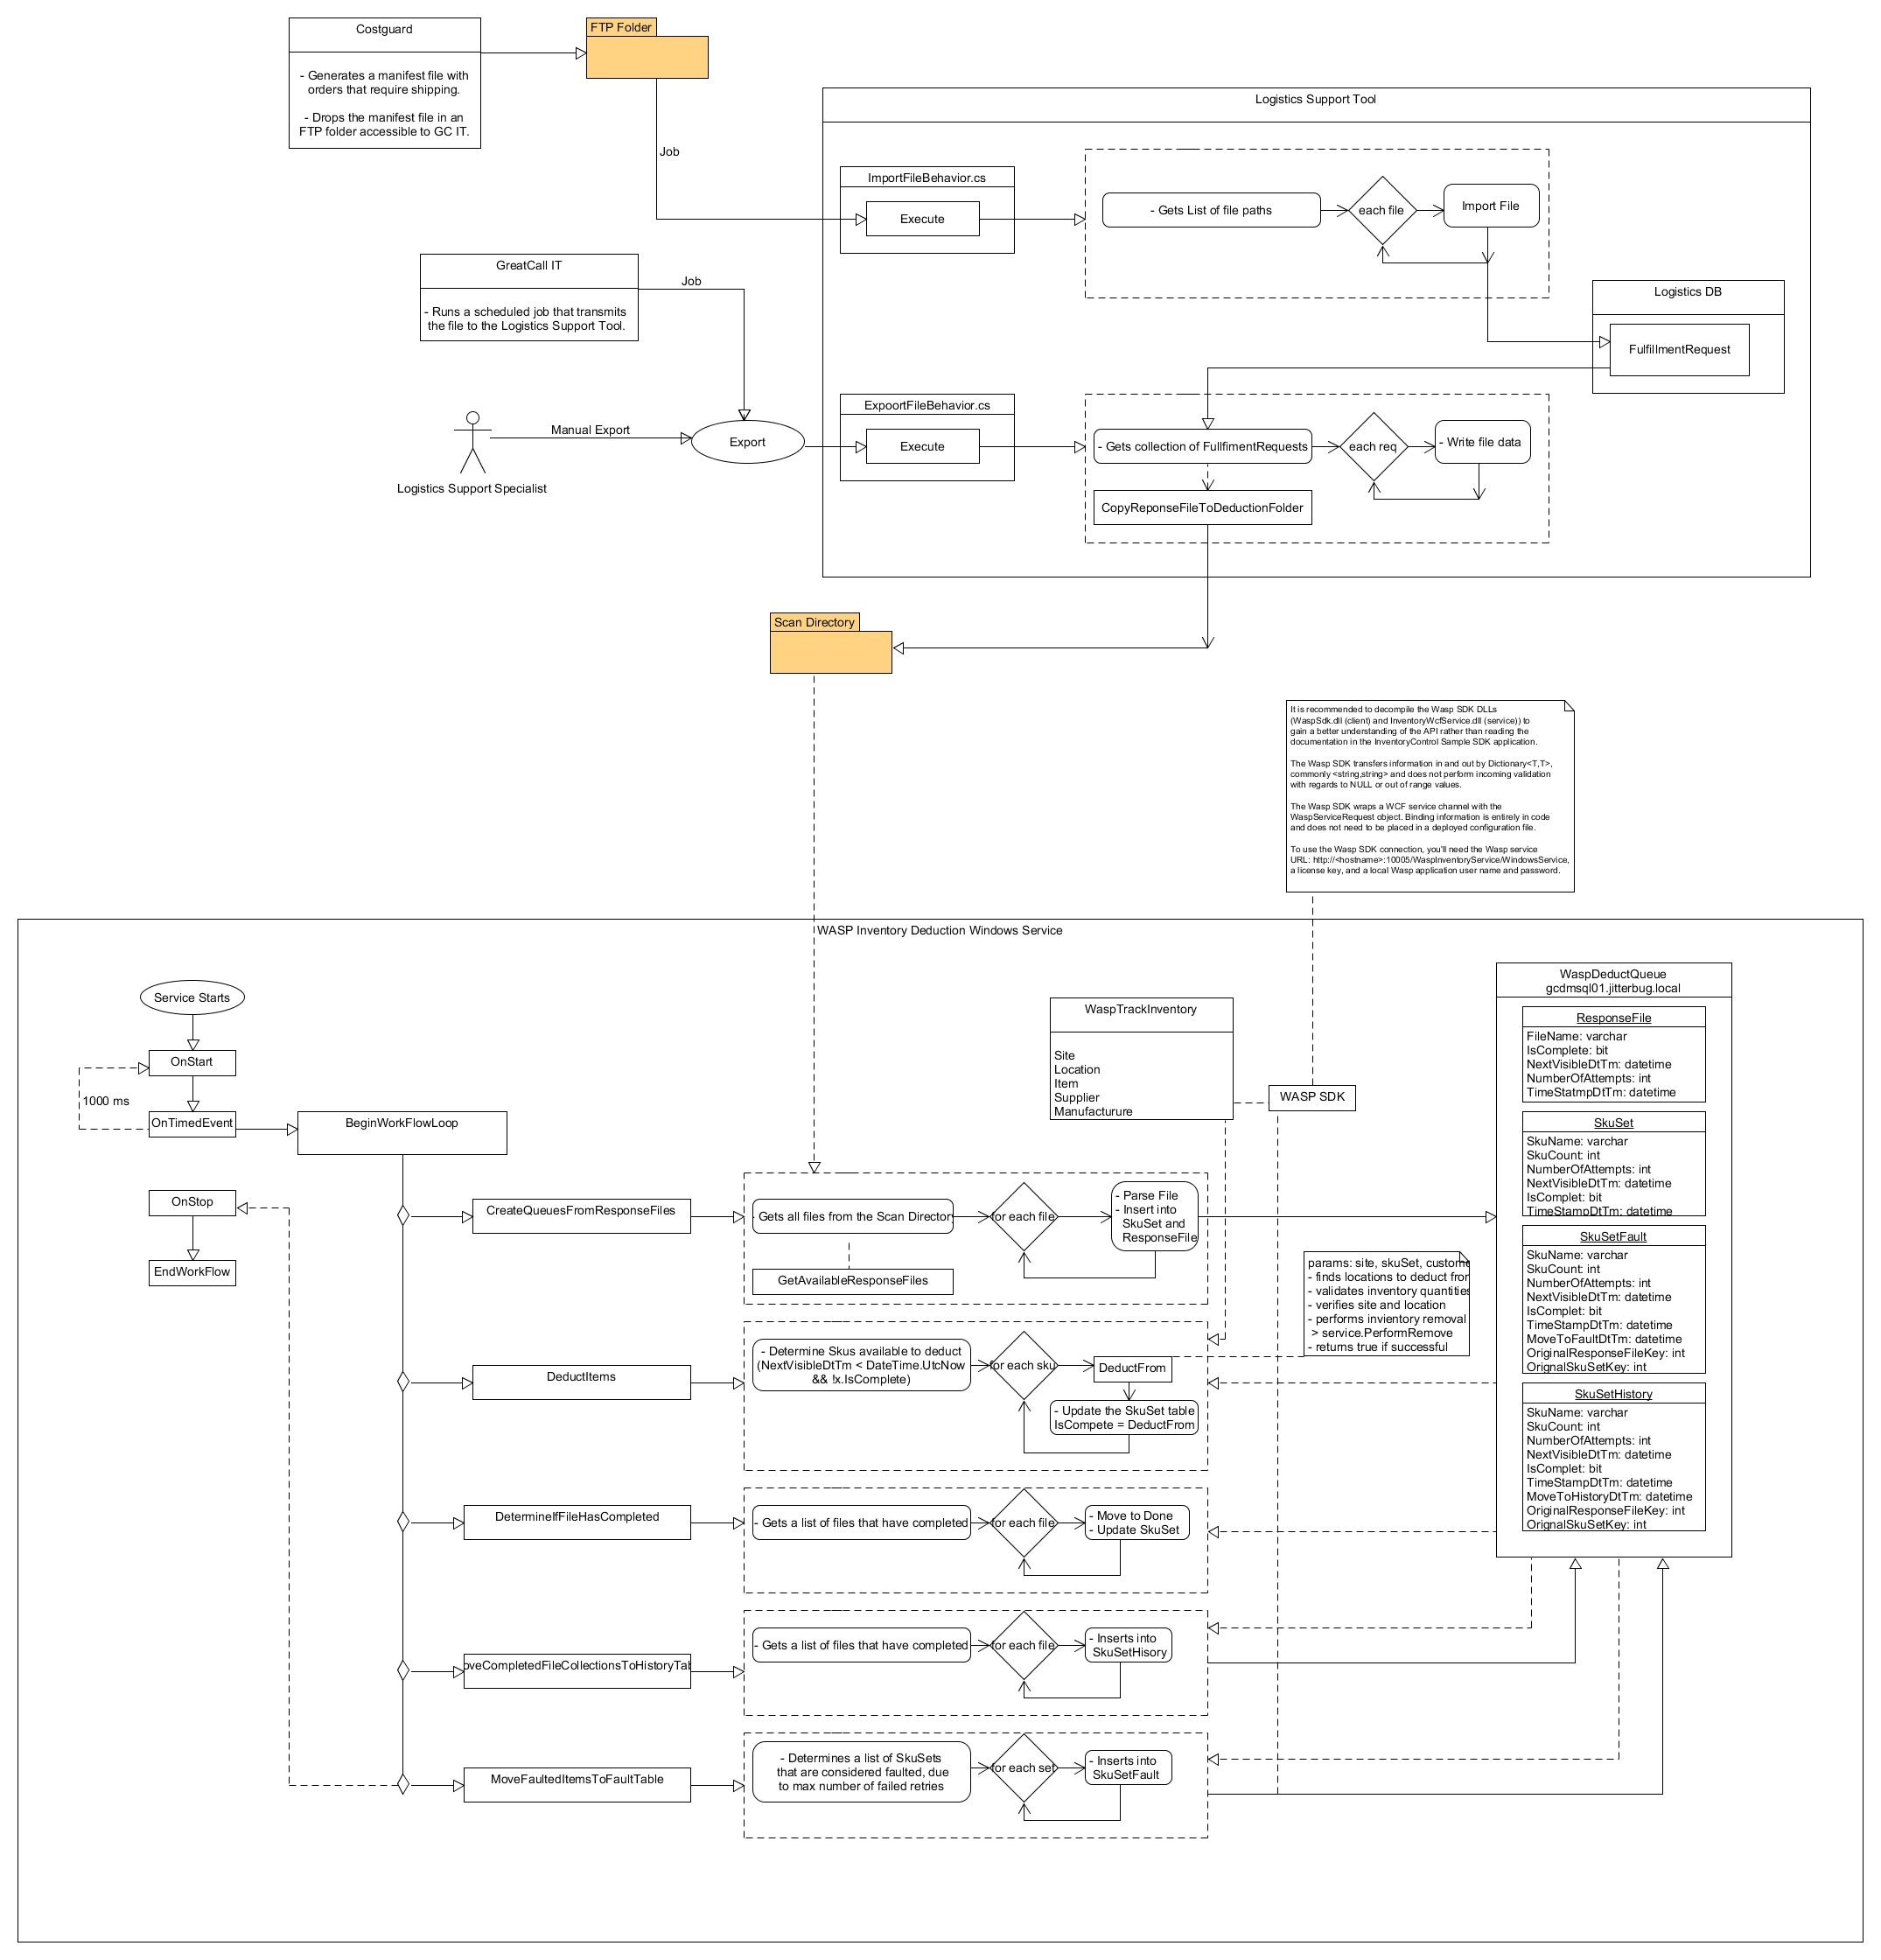 Costguard
- Generates a manifest file with
orders that require shipping.
- Drops the manifest file in an
FTP folder accessible to GC IT.
FTP Folder
Job
Logistics Support Tool
ImportFileBehavior.cs
Execute
- Gets List of file paths
each file
Import File
GreatCall IT
- Runs a scheduled job that transmits
the file to the Logistics Support Tool.
Job
Logistics DB
FulfillmentRequest
Logistics Support Specialist
Manual Export
Export
ExpoortFileBehavior.cs
Execute
- Gets collection of FullfimentRequests
each req
- Write file data
CopyReponseFileToDeductionFolder
Scan Directory
It is recommended to decompile the Wasp SDK DLLs
(WaspSdk.dll (client) and InventoryWcfService.dll (service)) to
gain a better understanding of the API rather than reading the
documentation in the InventoryControl Sample SDK application.
The Wasp SDK transfers information in and out by Dictionary<T,T>,
commonly <string,string> and does not perform incoming validation
with regards to NULL or out of range values.
The Wasp SDK wraps a WCF service channel with the
WaspServiceRequest object. Binding information is entirely in code
and does not need to be placed in a deployed configuration file.
To use the Wasp SDK connection, you'll need the Wasp service
URL: http://<hostname>:10005/WaspInventoryService/WindowsService,
a license key, and a local Wasp application user name and password.
WASP Inventory Deduction Windows Service
Service Starts
OnStart
1000 ms
OnTimedEvent
BeginWorkFlowLoop
OnStop
EndWorkFlow
WaspTrackInventory
Site
Location
Item
Supplier
Manufacturure
WASP SDK
WaspDeductQueue
gcdmsql01.jitterbug.local
ResponseFile
FileName: varchar
IsComplete: bit
NextVisibleDtTm: datetime
NumberOfAttempts: int
TimeStatmpDtTm: datetime
SkuSet
SkuName: varchar
SkuCount: int
NumberOfAttempts: int
NextVisibleDtTm: datetime
IsComplet: bit
TimeStampDtTm: datetime
SkuSetFault
SkuName: varchar
SkuCount: int
NumberOfAttempts: int
NextVisibleDtTm: datetime
IsComplet: bit
TimeStampDtTm: datetime
MoveToFaultDtTm: datetime
OriginalResponseFileKey: int
OrignalSkuSetKey: int
SkuSetHistory
SkuName: varchar
SkuCount: int
NumberOfAttempts: int
NextVisibleDtTm: datetime
IsComplet: bit
TimeStampDtTm: datetime
MoveToHistoryDtTm: datetime
OriginalResponseFileKey: int
OrignalSkuSetKey: int
CreateQueuesFromResponseFiles
- Gets all files from the Scan Director
for each file
- Parse File
- Insert into
SkuSet and
ResponseFile
GetAvailableResponseFiles
params: site, skuSet, custome
- finds locations to deduct from
- validates inventory quantities
- verifies site and location
- performs inventory removal
> service.PerformRemove
- returns true if successful
DeductItems
- Determine Skus available to deduct
(NextVisibleDtTm < DateTime.UtcNow
&& !x.IsComplete)
for each sku
DeductFrom
- Update the SkuSet table
IsCompete = DeductFrom
DetermineIfFileHasCompleted
- Gets a list of files that have completed
for each file
- Move to Done
- Update SkuSet
oveCompletedFileCollectionsToHistoryTab
- Gets a list of files that have completed
for each file
- Inserts into
SkuSetHisory
MoveFaultedItemsToFaultTable
- Determines a list of SkuSets
that are considered faulted, due
to max number of failed retries
for each set
- Inserts into
SkuSetFault